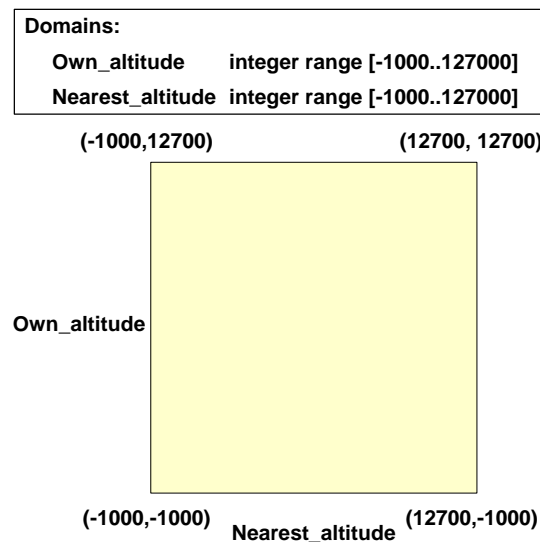 Domains:
Own_altitude integer range [-1000..127000]
Nearest_altitude integer range [-1000..127000]
(-1000,12700) (12700, 12700)
Own_altitude
(-1000,-1000) (12700,-1000)
Nearest_altitude